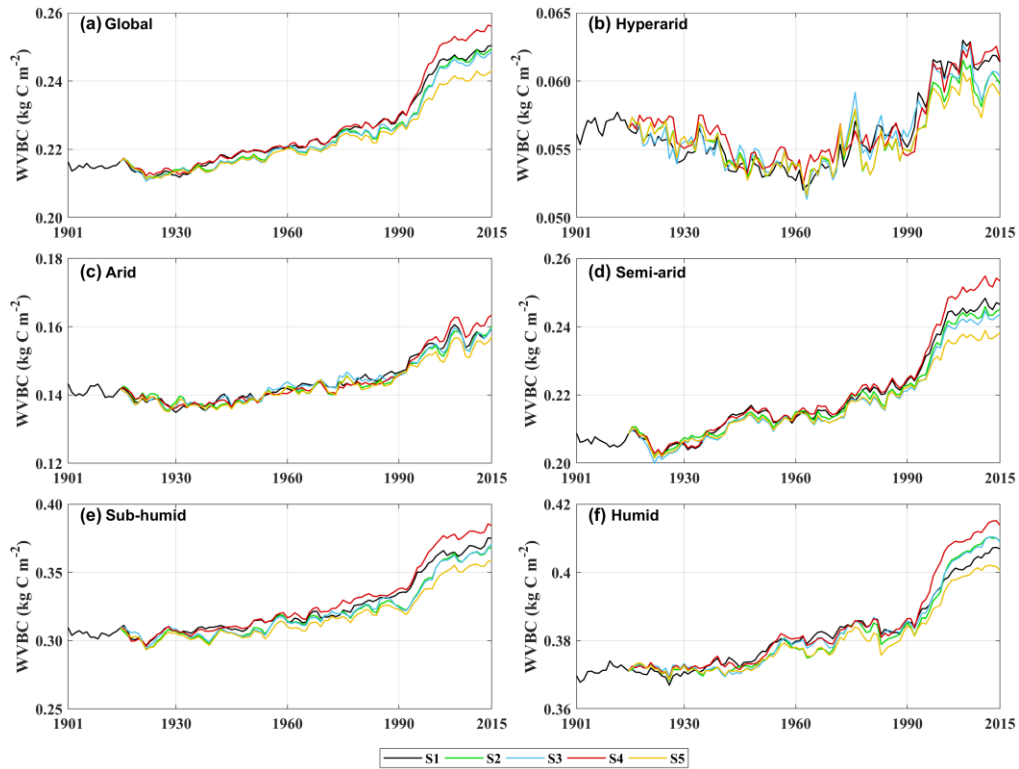 (a) Global
WVBC (kg C m⁻²)
0.26
0.24
0.22
0.20
1901 1930 1960 1990 2015
(b) Hyperarid
WVBC (kg C m⁻²)
0.065
0.060
0.055
0.050
1901 1930 1960 1990 2015
(c) Arid
WVBC (kg C m⁻²)
0.18
0.16
0.14
0.12
1901 1930 1960 1990 2015
(d) Semi-arid
WVBC (kg C m⁻²)
0.26
0.24
0.22
0.20
1901 1930 1960 1990 2015
(e) Sub-humid
WVBC (kg C m⁻²)
0.40
0.35
0.30
0.25
1901 1930 1960 1990 2015
(f) Humid
WVBC (kg C m⁻²)
0.42
0.4
0.38
0.36
1901 1930 1960 1990 2015
S1 S2 S3 S4 S5